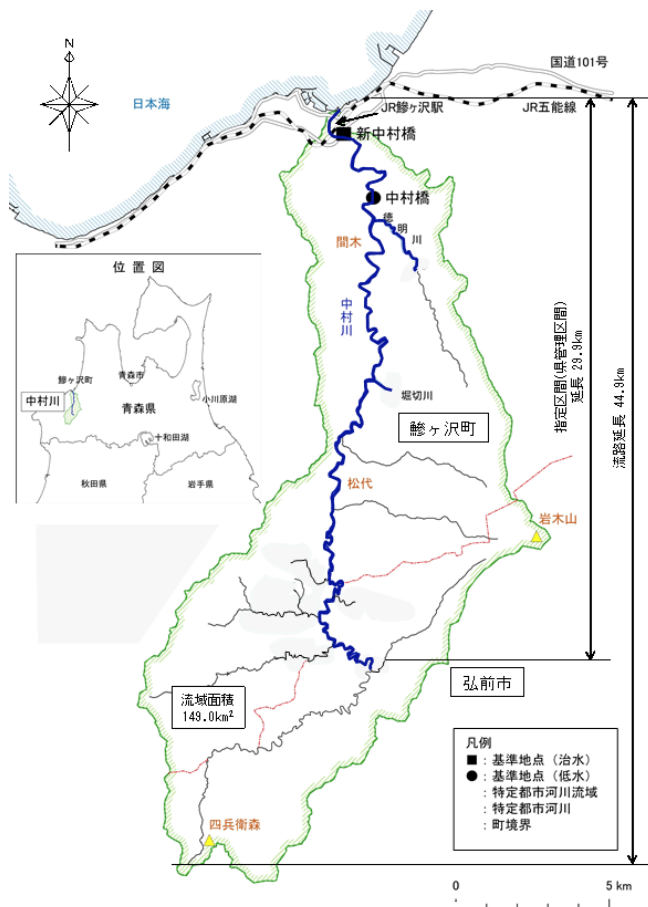 N
国道101号
日本海
JR鰺ヶ沢駅
JR五能線
新中村橋
中村橋
徳明川
間木
中村川
位置図
鰺ヶ沢町
青森市
中村川
青森県
小川原湖
十和田湖
秋田県
岩手県
堀切川
鰺ヶ沢町
松代
岩木山
指定区間(県管理区間)
延長 29.9km
流路延長 44.9km
弘前市
流域面積
149.0km²
四兵衛森
凡例
■：基準地点（治水）
●：基準地点（低水）
：特定都市河川流域
：特定都市河川
：町境界
0 5 km